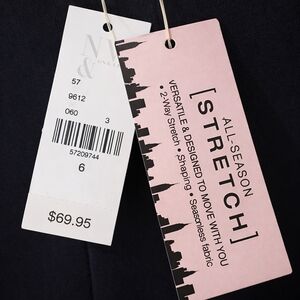 NY
&
57
9612
060 3
57209744
6
$69.95
ALL-SEASON
[STRETCH]
VERSATILE & DESIGNED TO MOVE WITH YOU
• 2-Way Stretch • Shaping • Seasonless fabric